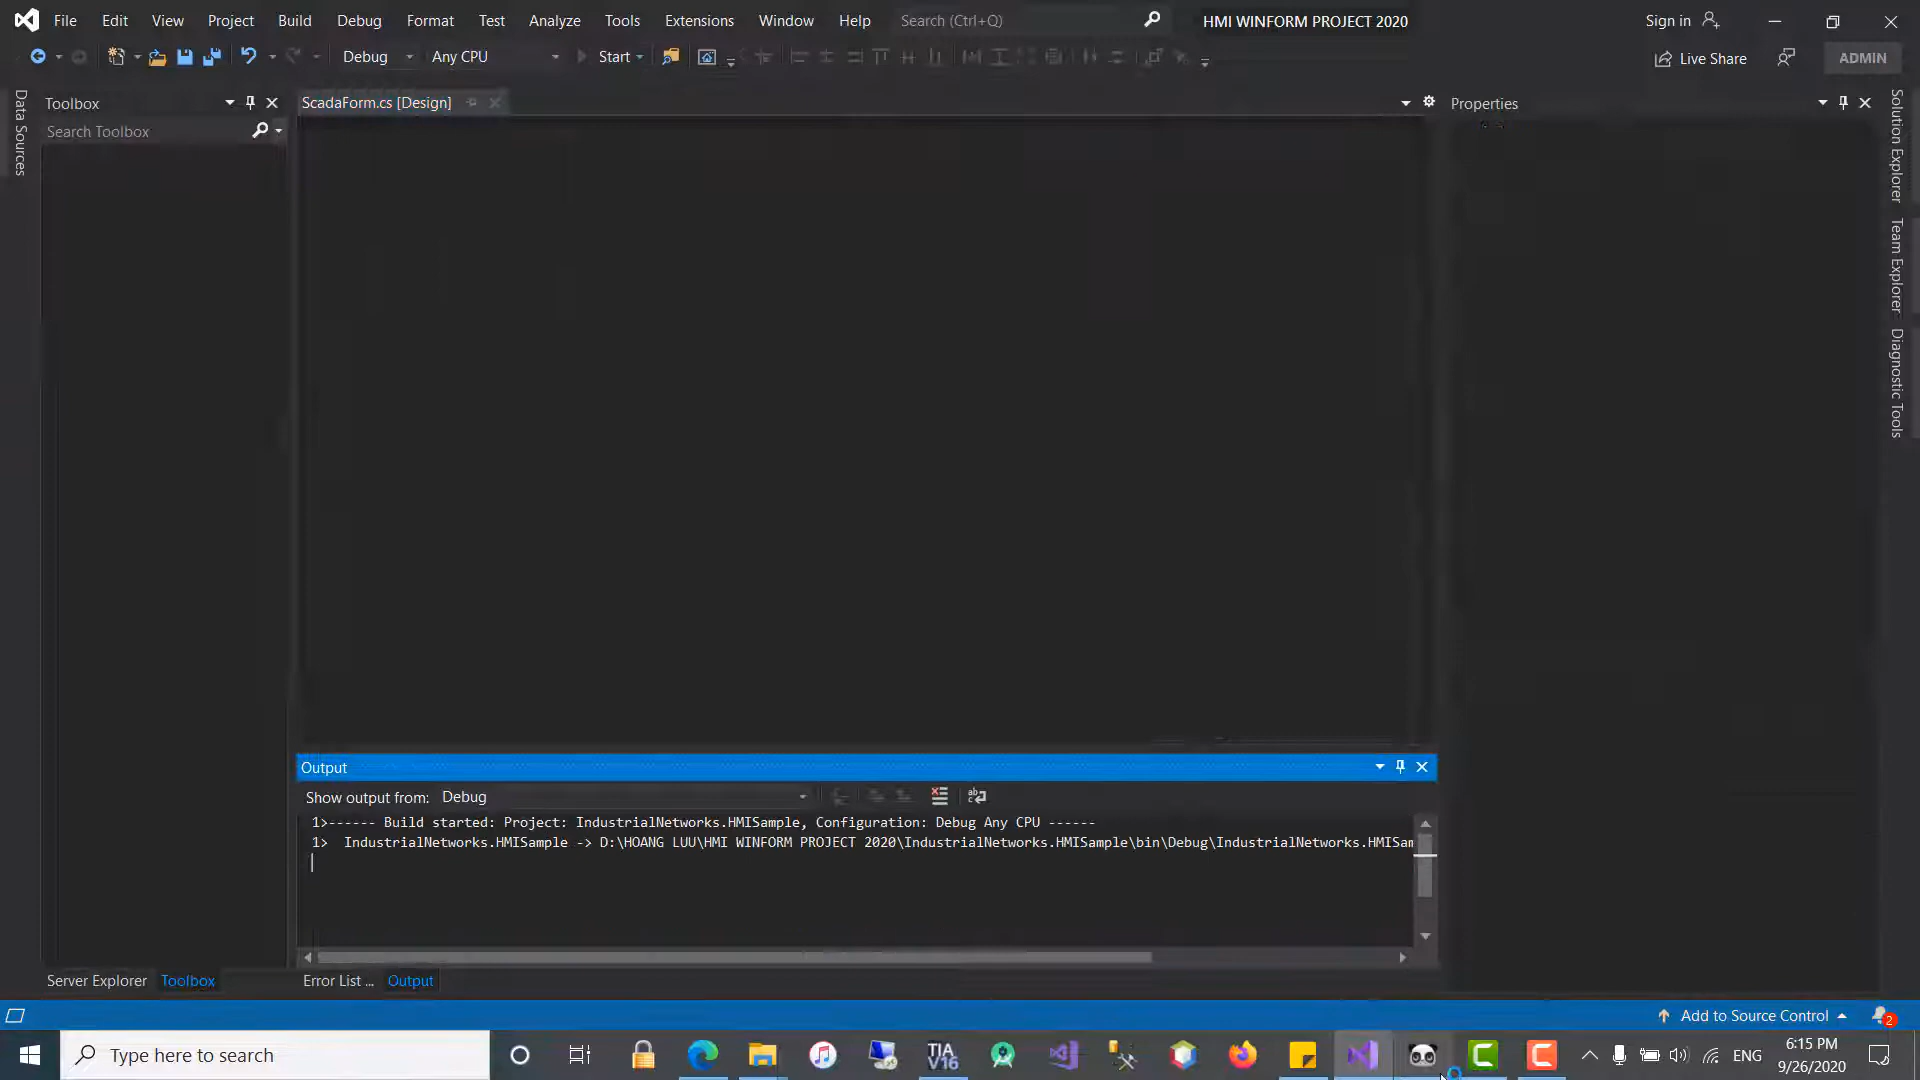 File Edit View Project Build Debug Format Test Analyze Tools Extensions Window Help Search (Ctrl+Q) HMI WINFORM PROJECT 2020 Sign in
Debug Any CPU Start Live Share ADMIN
Data Sources
Toolbox
Search Toolbox
ScadaForm.cs [Design]
Properties
Solution Explorer
Team Explorer
Diagnostic Tools
Output
Show output from: Debug
1>------ Build started: Project: IndustrialNetworks.HMISample, Configuration: Debug Any CPU ------
1>  IndustrialNetworks.HMISample -> D:\HOANG LUU\HMI WINFORM PROJECT 2020\IndustrialNetworks.HMISample\bin\Debug\IndustrialNetworks.HMISam
Server Explorer Toolbox Error List ... Output
Add to Source Control 2
Type here to search TIA V16 ENG 6:15 PM
9/26/2020